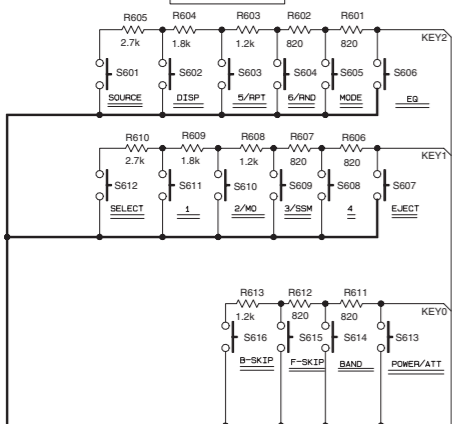 R605 R604 R603 R602 R601
KEY2
2.7k 1.8k 1.2k 820 820
S601 S602 S603 S604 S605 S606
SOURCE DISP 5/RPT 6/RND MODE EQ
R610 R609 R608 R607 R606
KEY1
2.7k 1.8k 1.2k 820 820
S612 S611 S610 S609 S608 S607
SELECT 1 2/MO 3/SSM 4 EJECT
R613 R612 R611
KEY0
1.2k 820 820
S616 S615 S614 S613
B-SKIP F-SKIP BAND POWER/ATT